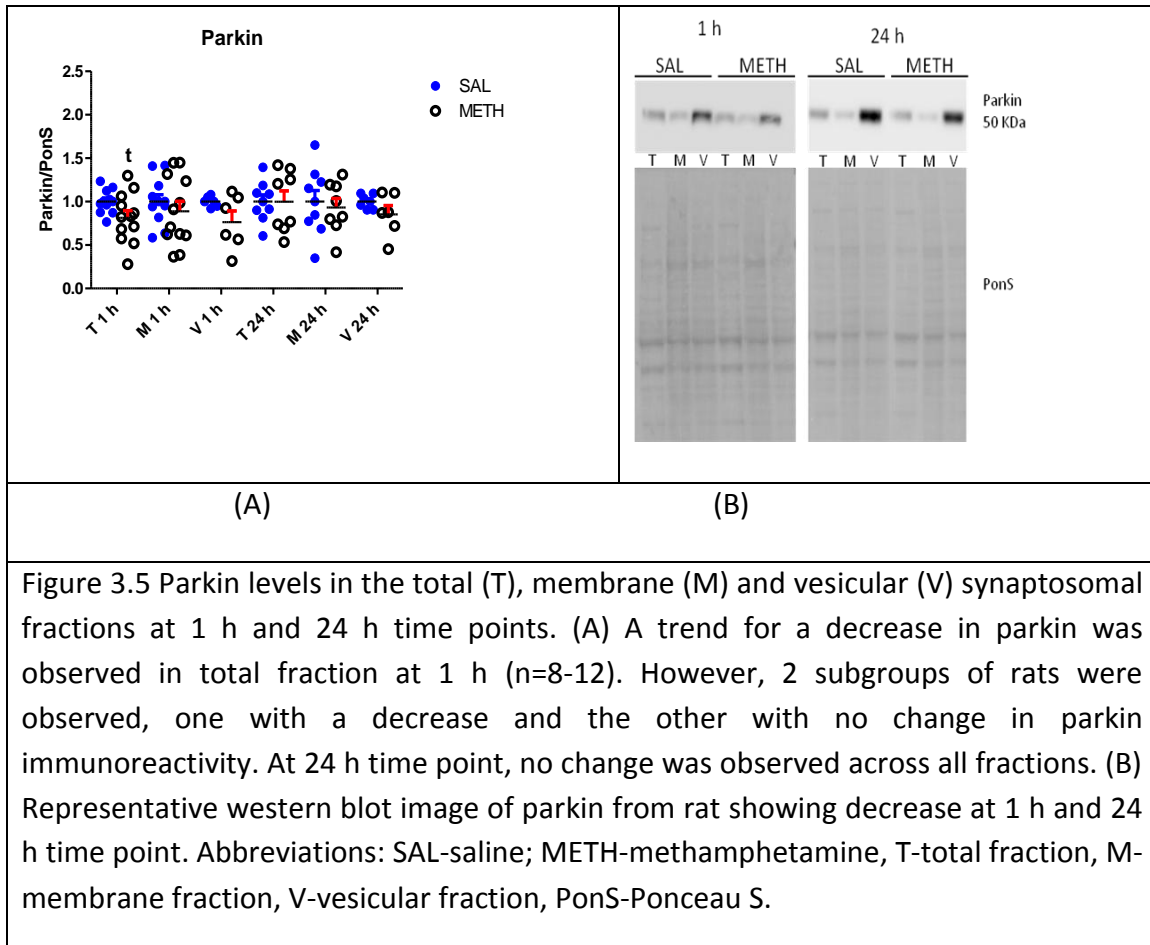 Parkin
2.5
2.0
1.5
1.0
0.5
0.0
Parkin/PonS
t
SAL
METH
T 1 h
M 1 h
V 1 h
T 24 h
M 24 h
V 24 h
1 h
24 h
SAL
METH
SAL
METH
Parkin
50 KDa
T M V T M V
T M V T M V
PonS
(A)
(B)
Figure 3.5 Parkin levels in the total (T), membrane (M) and vesicular (V) synaptosomal
fractions at 1 h and 24 h time points. (A) A trend for a decrease in parkin was
observed in total fraction at 1 h (n=8-12). However, 2 subgroups of rats were
observed, one with a decrease and the other with no change in parkin
immunoreactivity. At 24 h time point, no change was observed across all fractions. (B)
Representative western blot image of parkin from rat showing decrease at 1 h and 24
h time point. Abbreviations: SAL-saline; METH-methamphetamine, T-total fraction, M-
membrane fraction, V-vesicular fraction, PonS-Ponceau S.